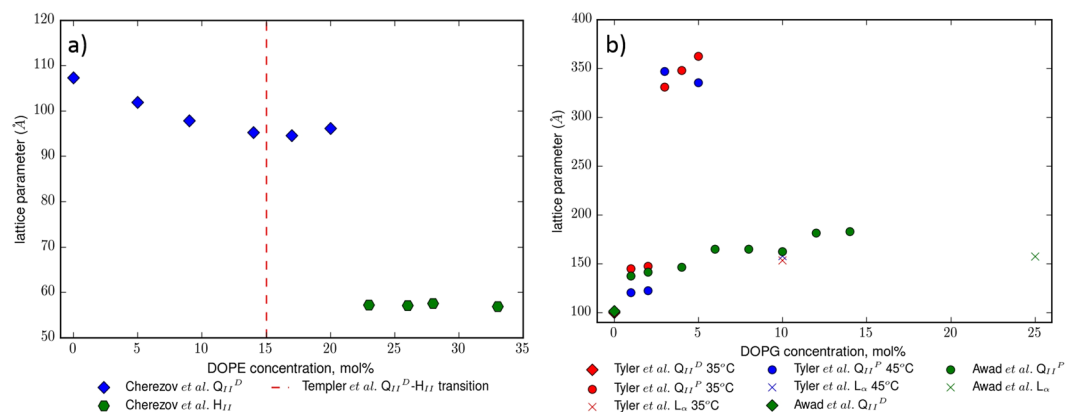 a)
120
110
100
90
80
70
60
50
lattice parameter (Å)
0 5 10 15 20 25 30 35
DOPE concentration, mol%
Cherezov et al. Q_II^D
Templer et al. Q_II^D-H_II transition
Cherezov et al. H_II
b)
400
350
300
250
200
150
100
lattice parameter (Å)
0 5 10 15 20 25
DOPG concentration, mol%
Tyler et al. Q_II^D 35°C
Tyler et al. Q_II^P 45°C
Awad et al. Q_II^P
Tyler et al. Q_II^P 35°C
Tyler et al. L_α 45°C
Awad et al. L_α
Tyler et al. L_α 35°C
Awad et al. Q_II^D